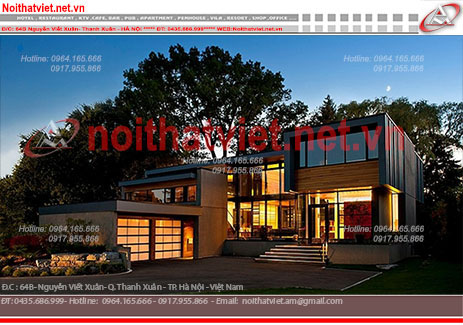 Noithatviet.net.vn
HOTEL . RESTAURANT . KTV.CAFE.BAR . PUB . APARTMENT . PENHOUSE . VILA . RESORT . SHOP.OFFICE ...
Đ/C: 64B Nguyễn Viết Xuân- Thanh Xuân - HÀ NỘI ***** ĐT: 0435.686.999***** WEB:Noithatviet.net.vn
Hotline: 0964.165.666
0917.955.866
Hotline: 0964.165.666
0917.955.866
noithatviet.net.vn
Hotline: 0964.165.666
0917.955.866
Hotline: 0964.165.666
0917.955.866
Hotline: 0964.165.666
0917.955.866
Đ.C : 64B- Nguyễn Viết Xuân- Q. Thanh Xuân - TP. Hà Nội - Việt Nam
ĐT: 0435.686.999- Hotline: 0964.165.666 - 0917.955.866 - Email: noithatviet.am@gmail.com